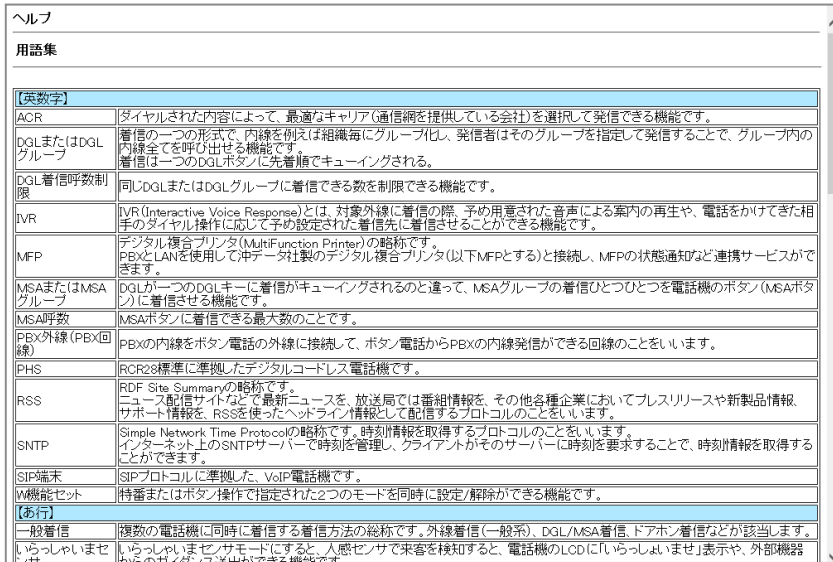 ヘルプ
用語集
【英数字】
ACR
ダイヤルされた内容によって、最適なキャリア(通信網を提供している会社)を選択して発信できる機能です。
DGLまたはDGL
グループ
着信の一つの形式で、内線を例えば組織毎にグループ化し、発信者はそのグループを指定して発信することで、グループ内の
内線全てを呼び出せる機能です。
着信は一つのDGLボタンに先着順でキューイングされる。
DGL着信呼数制
限
同じDGLまたはDGLグループに着信できる数を制限できる機能です。
IVR
IVR(Interactive Voice Response)とは、対象外線に着信の際、予め用意された音声による案内の再生や、電話をかけてきた相
手のダイヤル操作に応じて予め設定された着信先に着信させることができる機能です。
MFP
デジタル複合プリンタ(MultiFunction Printer)の略称です。
PBXとLANを使用して沖データ社製のデジタル複合プリンタ(以下MFPとする)と接続し、MFPの状態通知など連携サービスがで
きます。
MSAまたはMSA
グループ
DGLが一つのDGLキーに着信がキューイングされるのと違って、MSAグループの着信ひとつひとつを電話機のボタン(MSAボタ
ン)に着信させる機能です。
MSA呼数
MSAボタンに着信できる最大数のことです。
PBX外線(PBX回
線)
PBXの内線をボタン電話の外線に接続して、ボタン電話からPBXの内線発信ができる回線のことをいいます。
PHS
RCR28標準に準拠したデジタルコードレス電話機です。
RSS
RDF Site Summaryの略称です。
ニュース配信サイトなどで最新ニュースを、放送局では番組情報を、その他各種企業においてプレスリリースや新製品情報、
サポート情報を、RSSを使ったヘッドライン情報として配信するプロトコルのことをいいます。
SNTP
Simple Network Time Protocolの略称です。時刻情報を取得するプロトコルのことをいいます。
インターネット上のSNTPサーバーで時刻を管理し、クライアントがそのサーバーに時刻を要求することで、時刻情報を取得する
ことができます。
SIP端末
SIPプロトコルに準拠した、VoIP電話機です。
W機能セット
特番またはボタン操作で指定された2つのモードを同時に設定/解除ができる機能です。
【あ行】
一般着信
複数の電話機に同時に着信する着信方法の総称です。外線着信(一般系)、DGL/MSA着信、ドアホン着信などが該当します。
いらっしゃいませ
ンサ
いらっしゃいまセンサモードにすると、人感センサで来客を検知すると、電話機のLCDに「いらっしょいませ」表示や、外部機器
からのガイダンス送出ができる機能です。